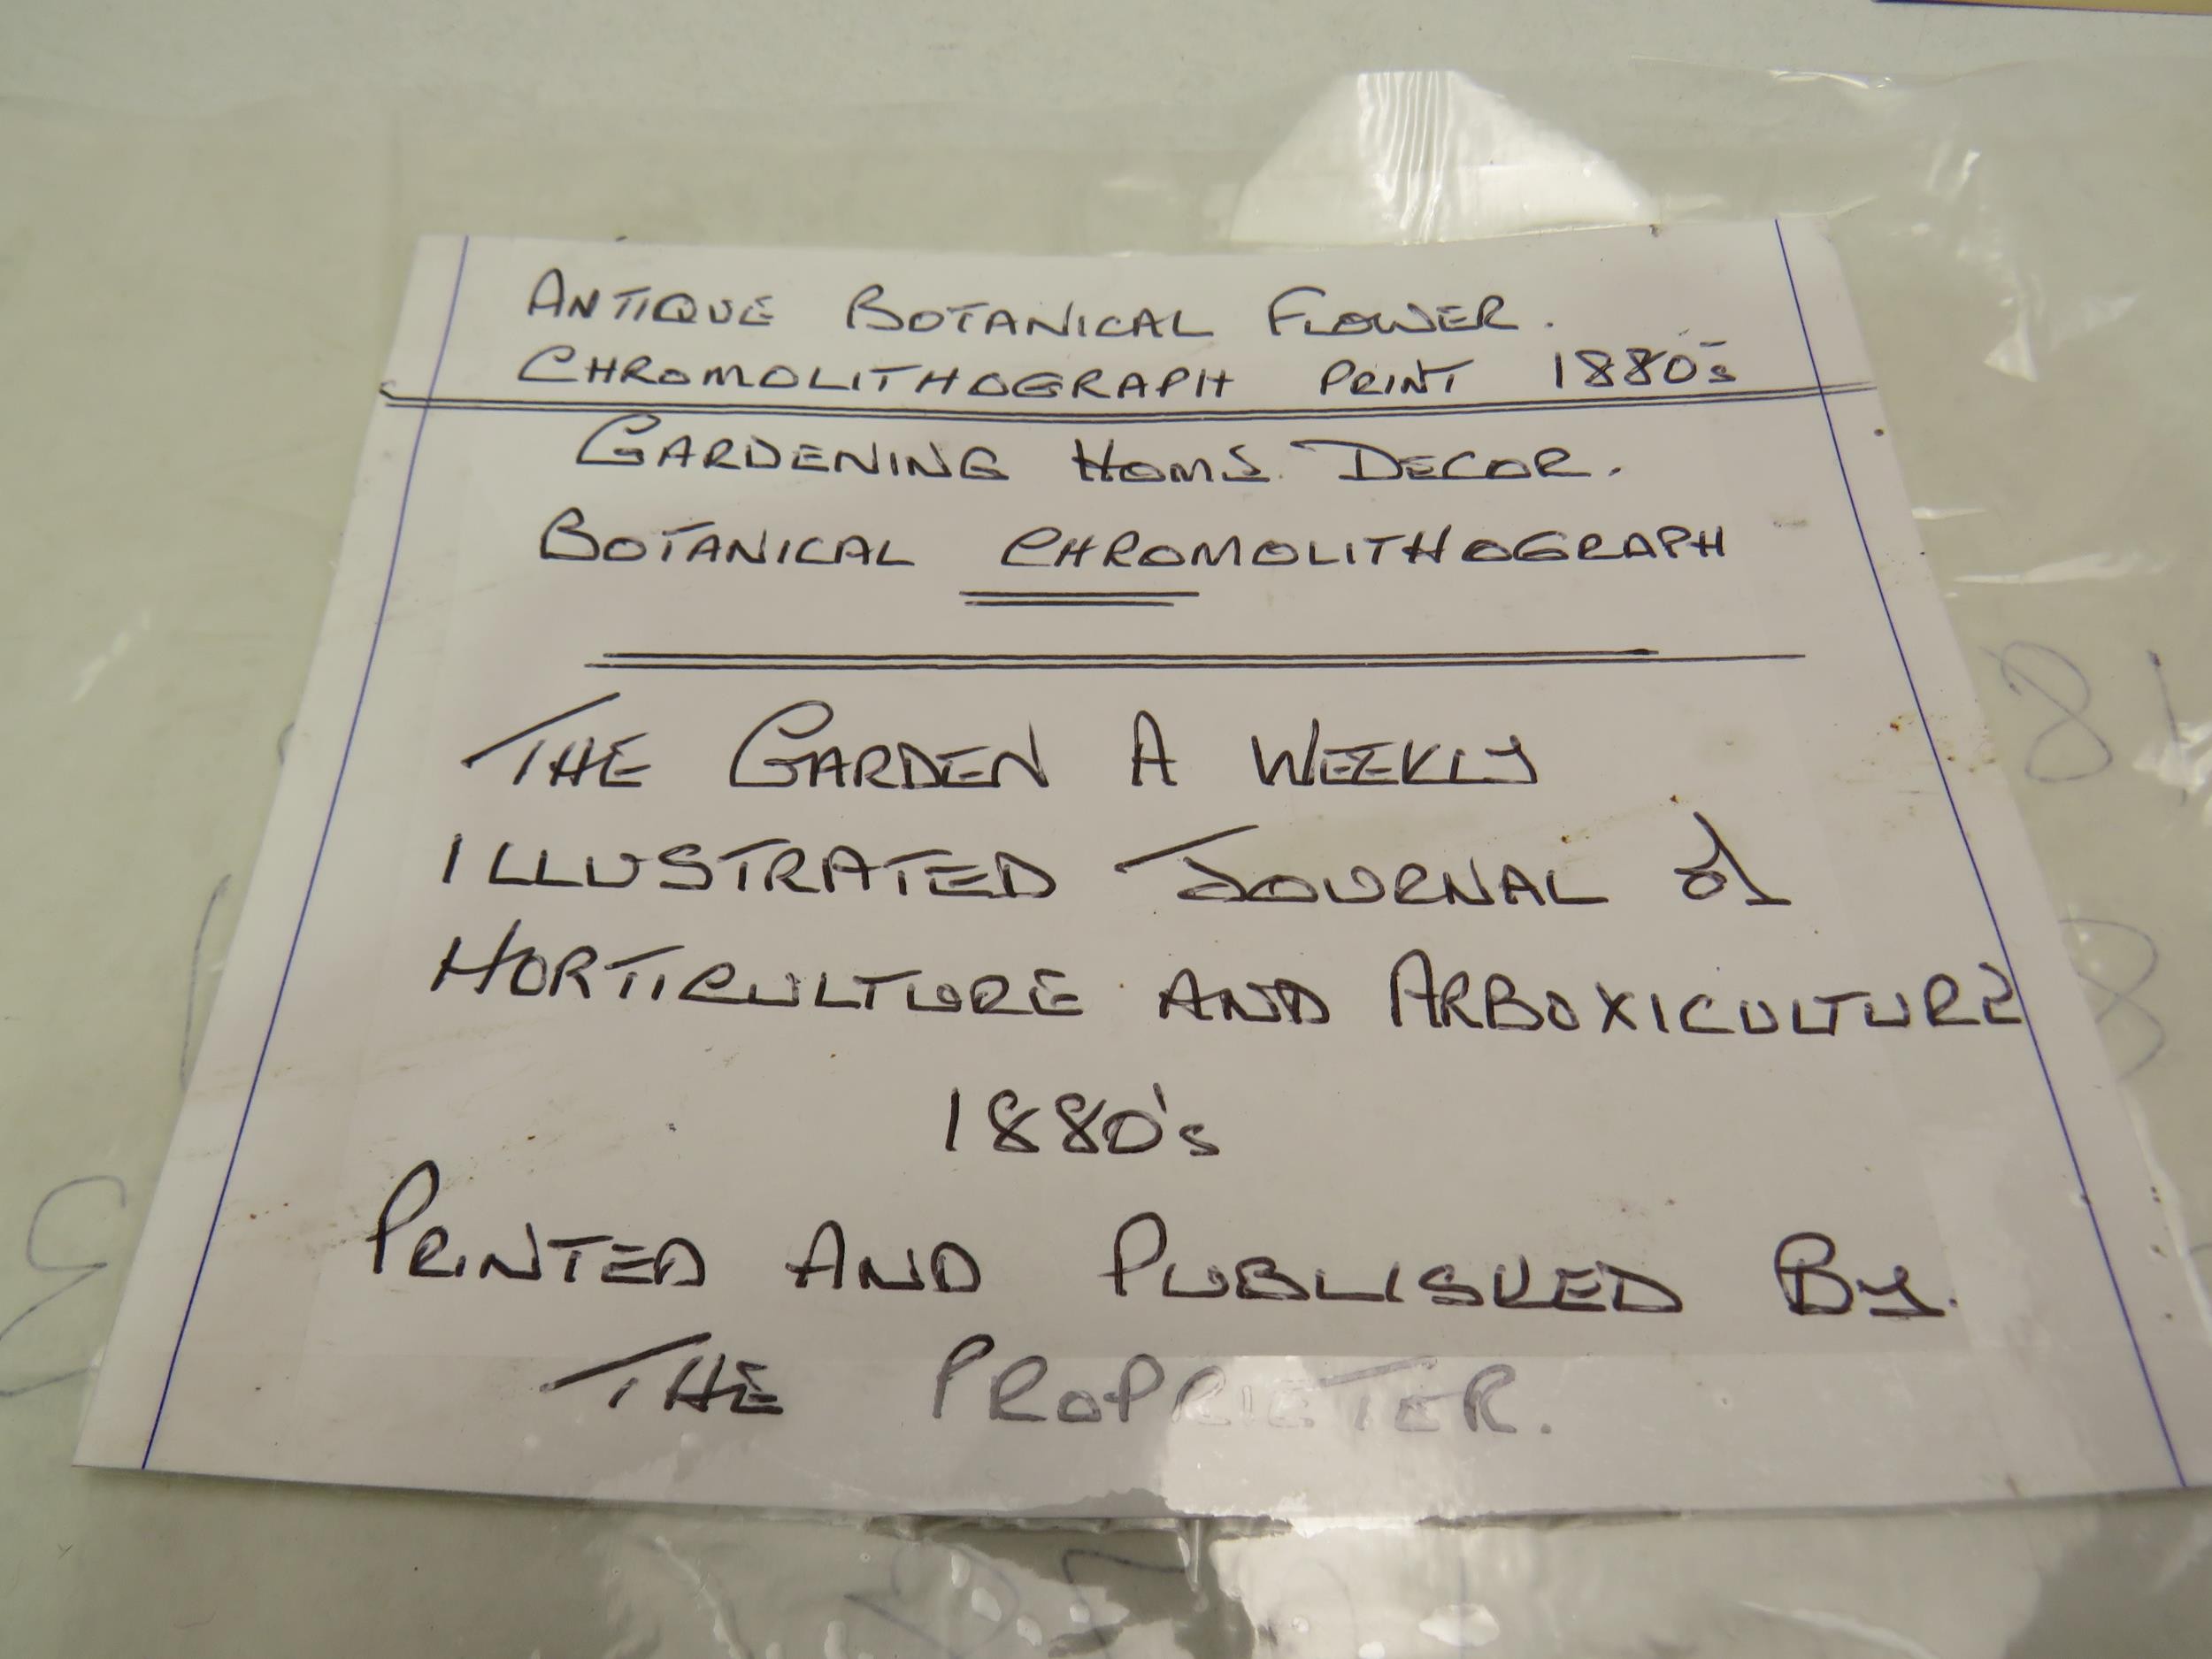 ANTIQUE BOTANICAL FLOWER.
CHROMOLITHOGRAPH PRINT 1880's
GARDENING HOME DECOR.
BOTANICAL CHROMOLITHOGRAPH
THE GARDEN A WEEKLY
ILLUSTRATED JOURNAL of
HORTICULTURE AND ARBOXICULTURE
1880's
PRINTED AND PUBLISHED By.
THE PROPRIETER.